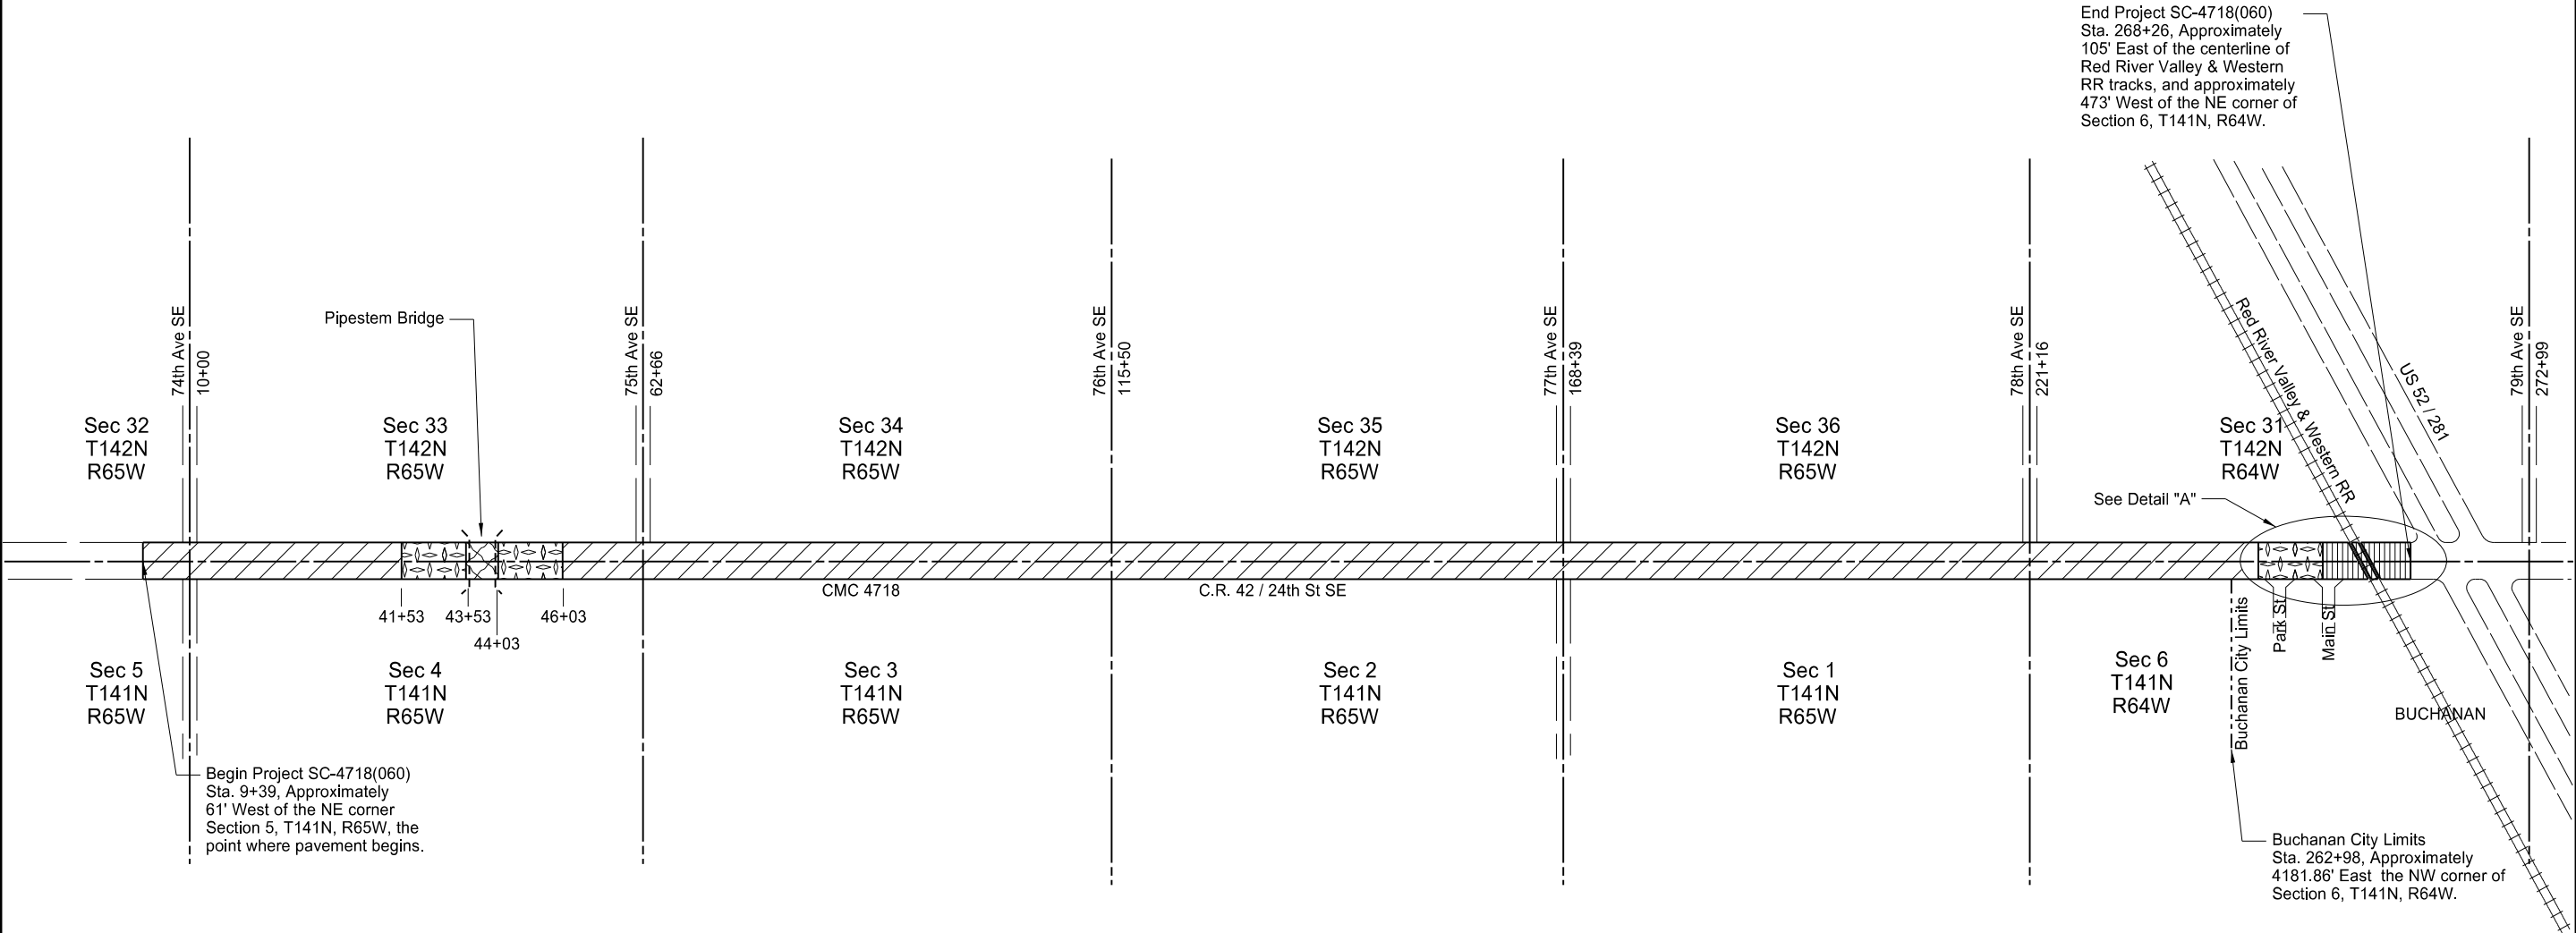 End Project SC-4718(060)
Sta. 268+26, Approximately
105' East of the centerline of
Red River Valley & Western
RR tracks, and approximately
473' West of the NE corner of
Section 6, T141N, R64W.
Pipestem Bridge
74th Ave SE
10+00
75th Ave SE
62+66
76th Ave SE
115+50
77th Ave SE
168+39
78th Ave SE
221+16
Red River Valley & Western RR
US 52 / 281
79th Ave SE
272+99
Sec 32
T142N
R65W
Sec 33
T142N
R65W
Sec 34
T142N
R65W
Sec 35
T142N
R65W
Sec 36
T142N
R65W
Sec 31
T142N
R64W
See Detail "A"
CMC 4718
C.R. 42 / 24th St SE
41+53
43+53
44+03
46+03
Park St
Main St
Buchanan City Limits
Sec 5
T141N
R65W
Sec 4
T141N
R65W
Sec 3
T141N
R65W
Sec 2
T141N
R65W
Sec 1
T141N
R65W
Sec 6
T141N
R64W
BUCHANAN
Begin Project SC-4718(060)
Sta. 9+39, Approximately
61' West of the NE corner
Section 5, T141N, R65W, the
point where pavement begins.
Buchanan City Limits
Sta. 262+98, Approximately
4181.86' East  the NW corner of
Section 6, T141N, R64W.